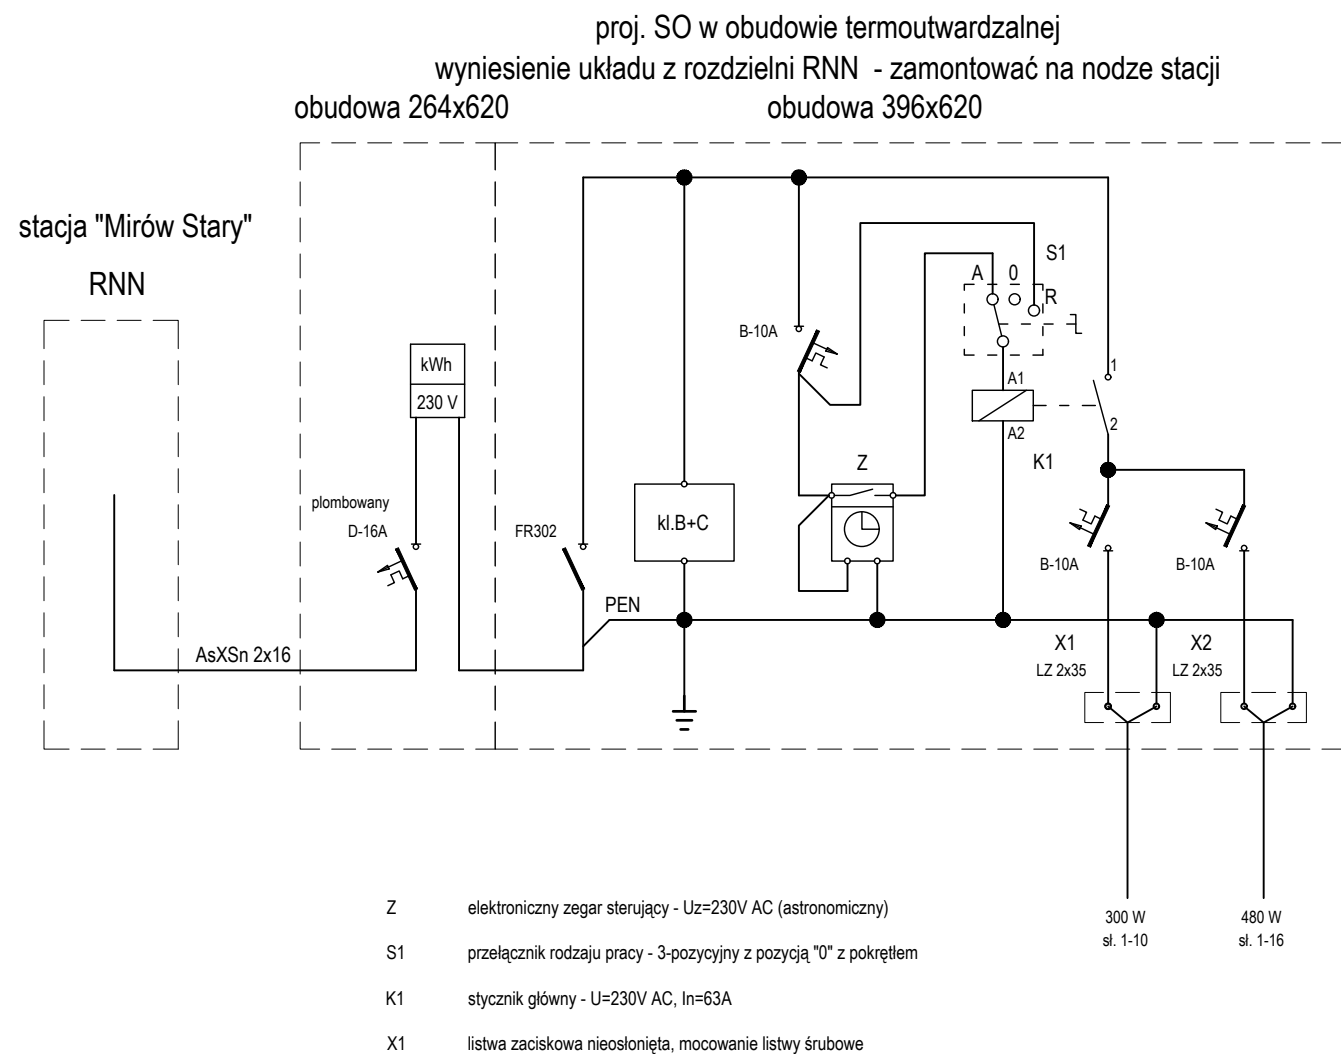 proj. SO w obudowie termoutwardzalnej
wyniesienie układu z rozdzielni RNN - zamontować na nodze stacji
obudowa 264x620
obudowa 396x620
stacja "Mirów Stary"
RNN
kWh
230 V
plombowany
D-16A
AsXSn 2x16
FR302
PEN
kl.B+C
B-10A
Z
A
0
R
S1
A1
A2
K1
1
2
B-10A
B-10A
X1
LZ 2x35
X2
LZ 2x35
300 W
sł. 1-10
480 W
sł. 1-16
Z elektroniczny zegar sterujący - Uz=230V AC (astronomiczny)
S1 przełącznik rodzaju pracy - 3-pozycyjny z pozycją "0" z pokrętłem
K1 stycznik główny - U=230V AC, In=63A
X1 listwa zaciskowa nieosłonięta, mocowanie listwy śrubowe